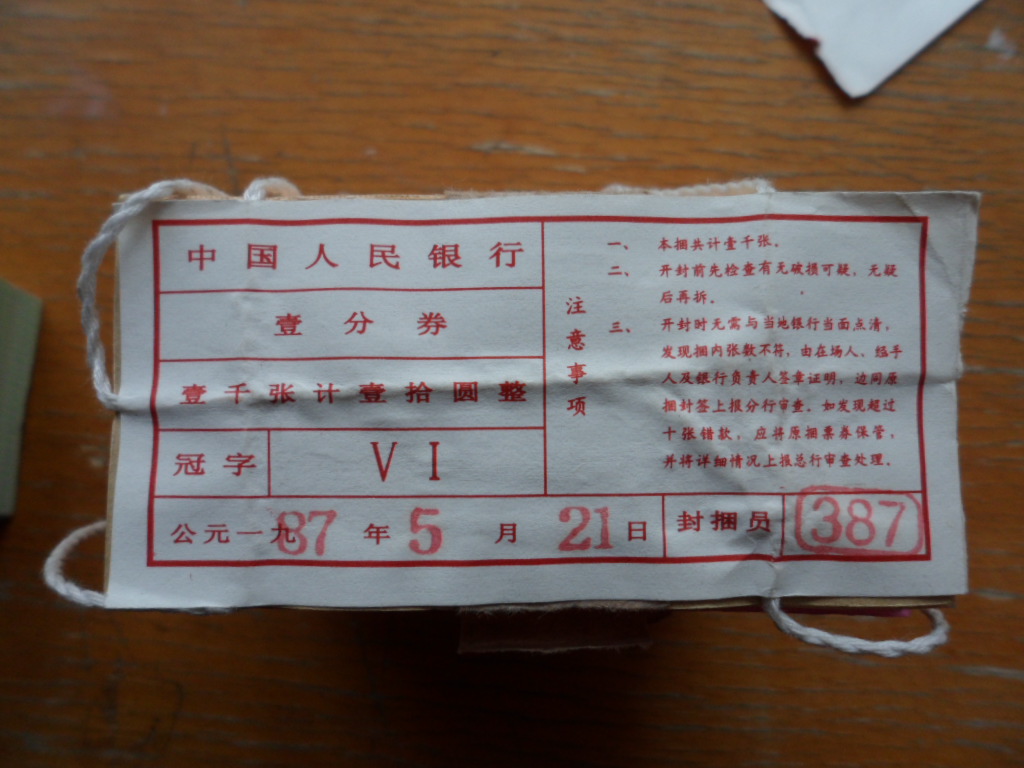 中国人民银行
壹分券
壹千张计壹拾圆整
冠字 VI
注意事项
一、 本捆共计壹千张。
二、 开封前先检查有无破损可疑，无疑
后再拆。
三、 开封时无需与当地银行当面点清，
发现捆内张数不符，由在场人、经手
人及银行负责人签章证明，边同原
捆封签上报分行审查。如发现超过
十张错款，应将原捆票券保管，
并将详细情况上报总行审查处理。
公元一九87年5月21日 封捆员 387